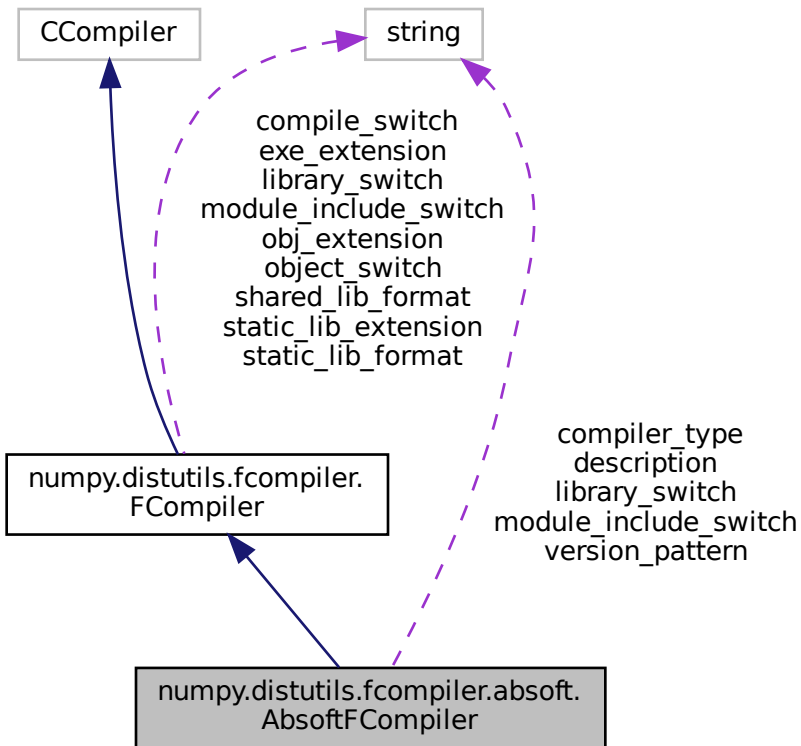 CCompiler
string
compile_switch
exe_extension
library_switch
module_include_switch
obj_extension
object_switch
shared_lib_format
static_lib_extension
static_lib_format
compiler_type
description
library_switch
module_include_switch
version_pattern
numpy.distutils.fcompiler.
FCompiler
numpy.distutils.fcompiler.absoft.
AbsoftFCompiler